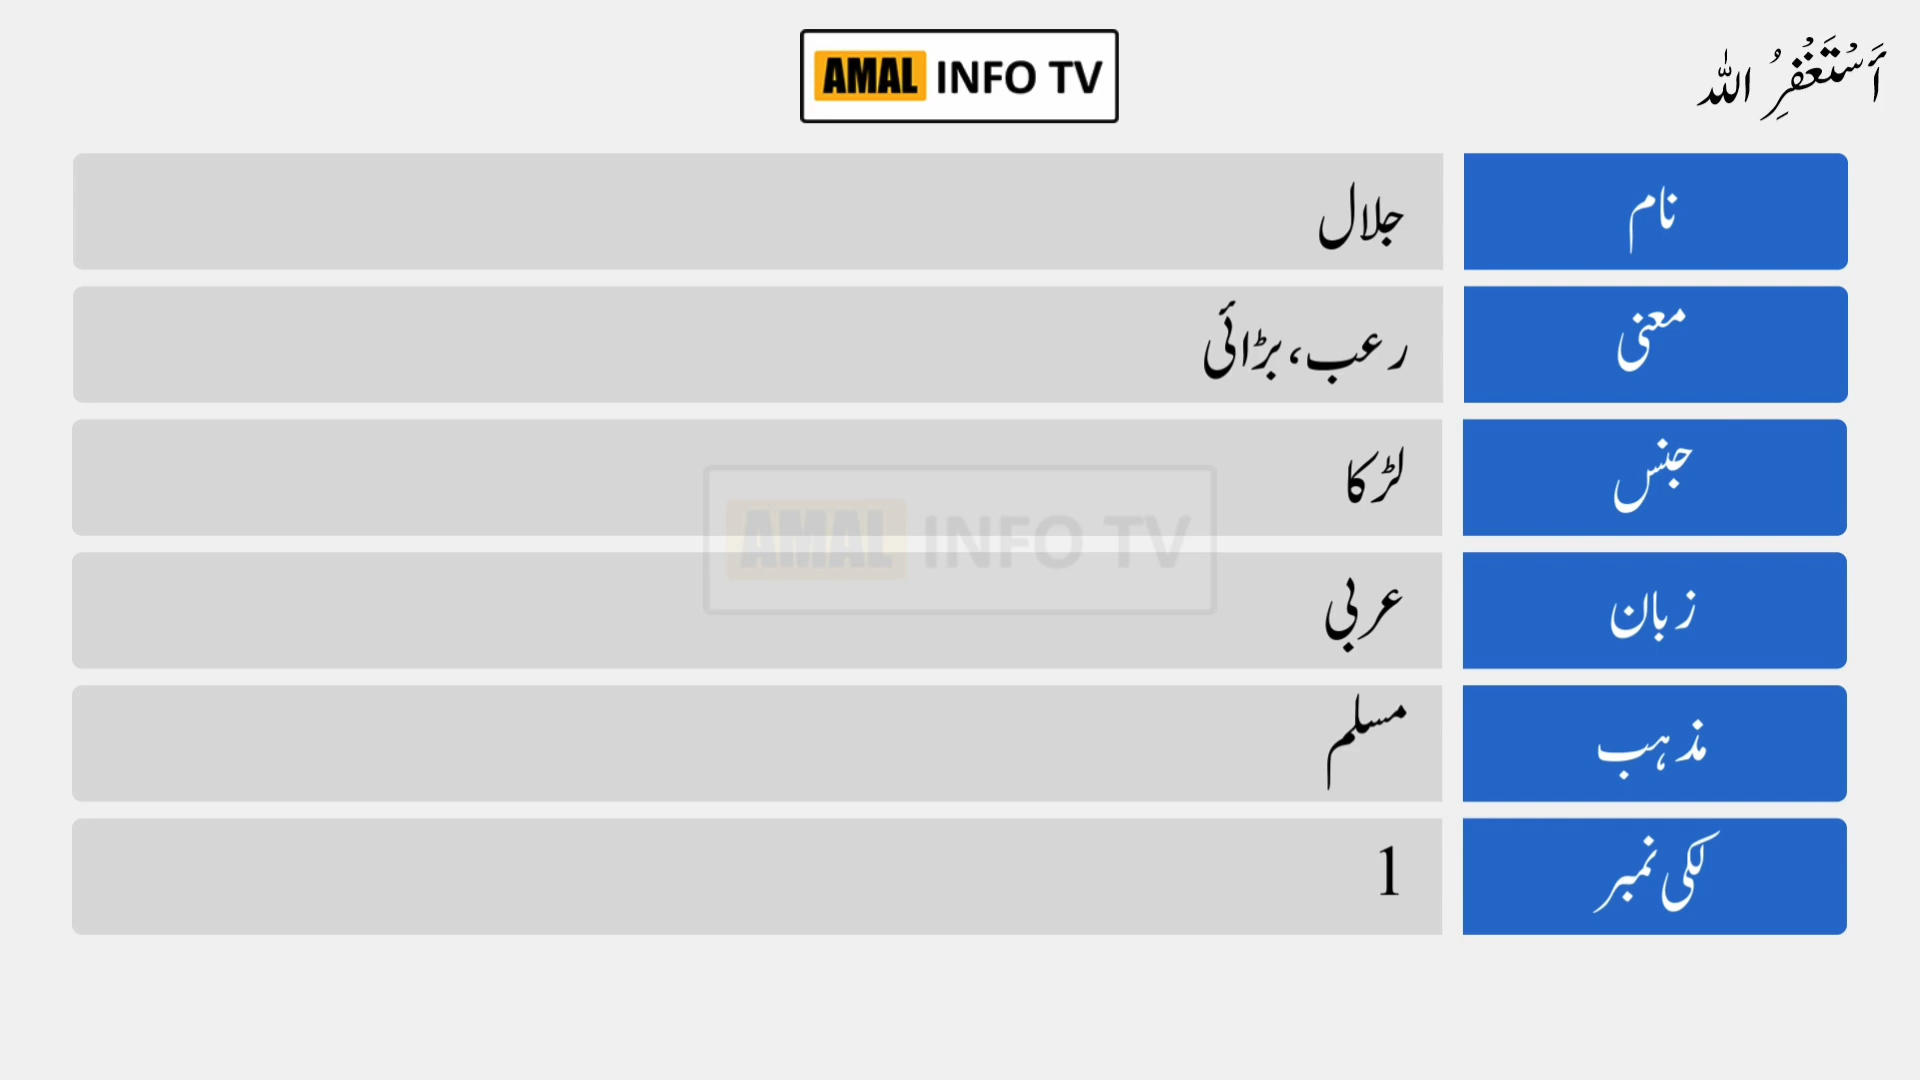 AMAL INFO TV
أَسْتَغْفِرُ اللہ
نام جلال
معنی رعب، بڑائی
جنس لڑکا
AMAL INFO TV
زبان عربی
مذہب مسلم
لکی نمبر 1